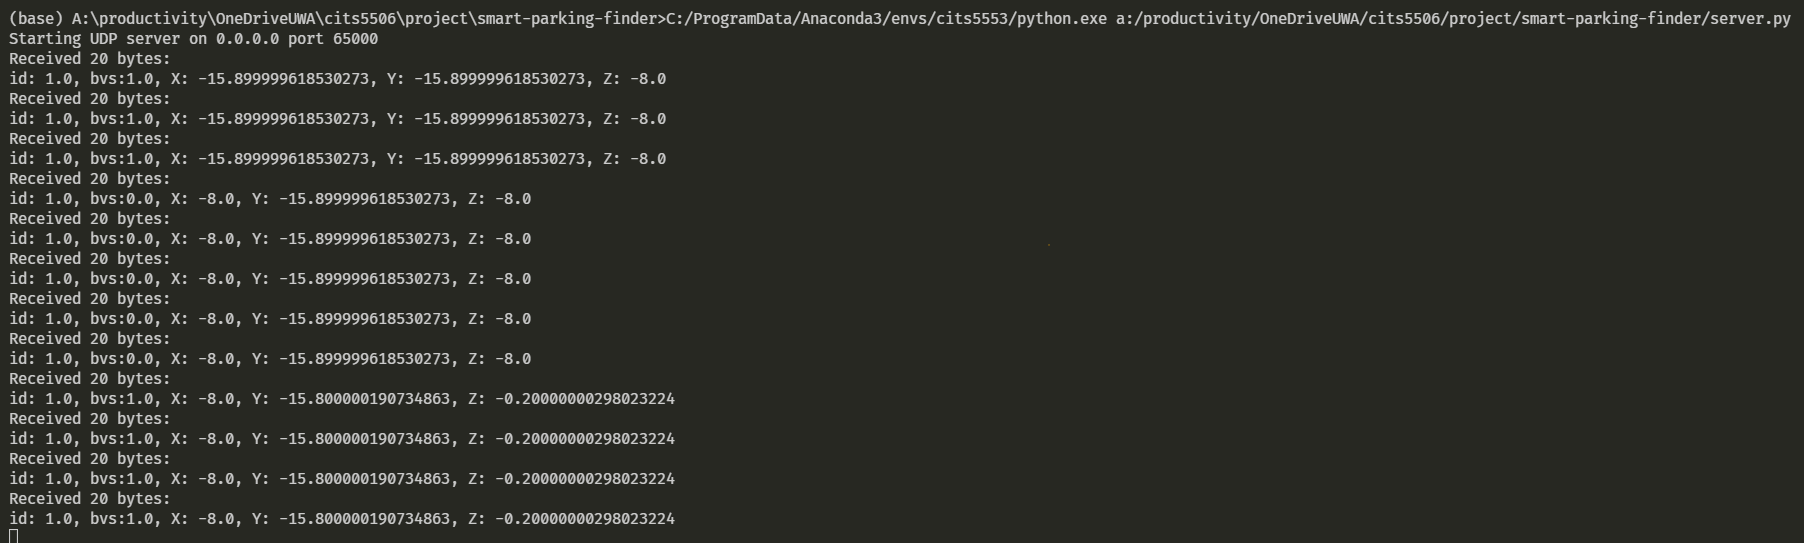 (base) A:\productivity\OneDriveUWA\cits5506\project\smart-parking-finder>C:/ProgramData/Anaconda3/envs/cits5553/python.exe a:/productivity/OneDriveUWA/cits5506/project/smart-parking-finder/server.py
Starting UDP server on 0.0.0.0 port 65000
Received 20 bytes:
id: 1.0, bvs:1.0, X: -15.899999618530273, Y: -15.899999618530273, Z: -8.0
Received 20 bytes:
id: 1.0, bvs:1.0, X: -15.899999618530273, Y: -15.899999618530273, Z: -8.0
Received 20 bytes:
id: 1.0, bvs:1.0, X: -15.899999618530273, Y: -15.899999618530273, Z: -8.0
Received 20 bytes:
id: 1.0, bvs:0.0, X: -8.0, Y: -15.899999618530273, Z: -8.0
Received 20 bytes:
id: 1.0, bvs:0.0, X: -8.0, Y: -15.899999618530273, Z: -8.0
Received 20 bytes:
id: 1.0, bvs:0.0, X: -8.0, Y: -15.899999618530273, Z: -8.0
Received 20 bytes:
id: 1.0, bvs:0.0, X: -8.0, Y: -15.899999618530273, Z: -8.0
Received 20 bytes:
id: 1.0, bvs:0.0, X: -8.0, Y: -15.899999618530273, Z: -8.0
Received 20 bytes:
id: 1.0, bvs:1.0, X: -8.0, Y: -15.800000190734863, Z: -0.20000000298023224
Received 20 bytes:
id: 1.0, bvs:1.0, X: -8.0, Y: -15.800000190734863, Z: -0.20000000298023224
Received 20 bytes:
id: 1.0, bvs:1.0, X: -8.0, Y: -15.800000190734863, Z: -0.20000000298023224
Received 20 bytes:
id: 1.0, bvs:1.0, X: -8.0, Y: -15.800000190734863, Z: -0.20000000298023224